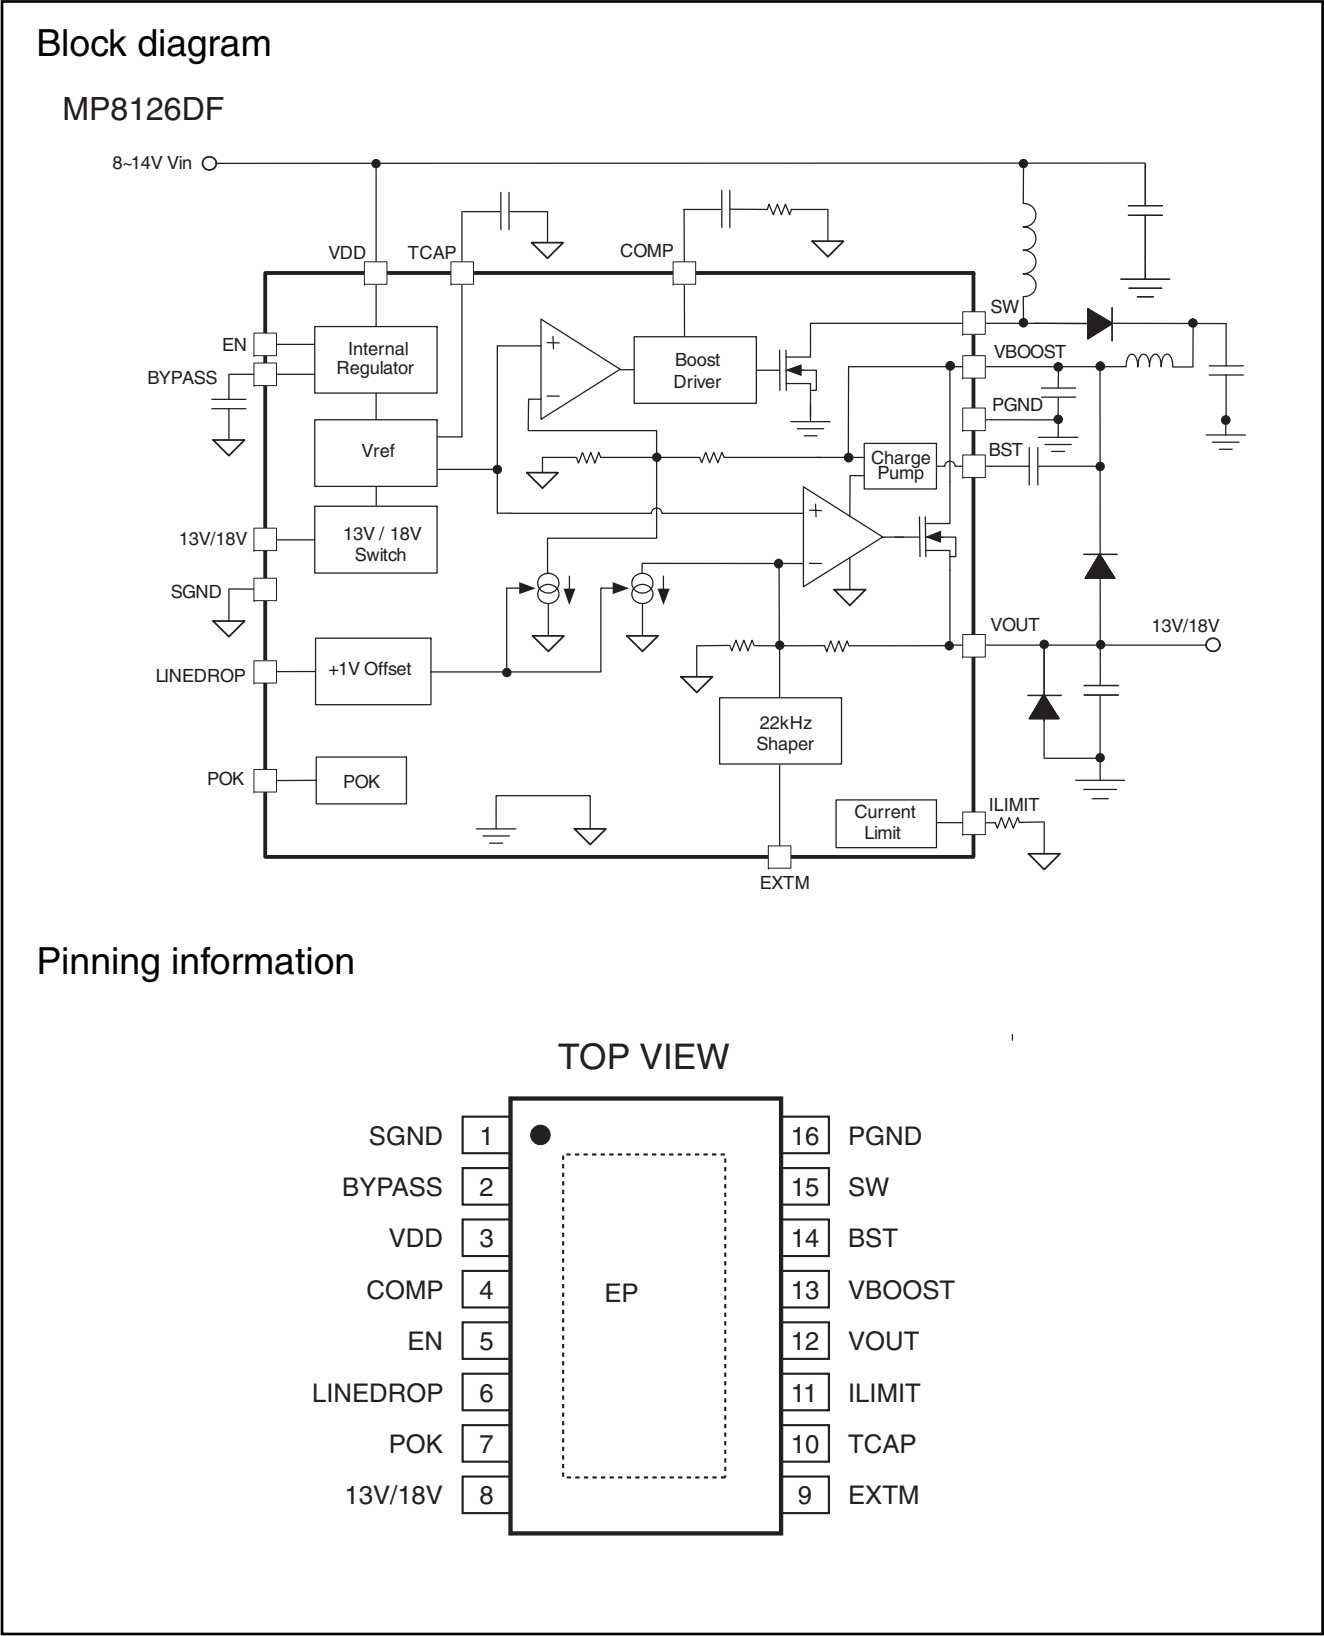 Block diagram
MP8126DF
8~14V Vin
VDD
TCAP
COMP
SW
EN
Internal
Regulator
Boost
Driver
VBOOST
BYPASS
PGND
Vref
Charge
Pump
BST
13V/18V
13V / 18V
Switch
SGND
VOUT
13V/18V
LINEDROP
+1V Offset
22kHz
Shaper
POK
POK
Current
Limit
ILIMIT
EXTM
Pinning information
TOP VIEW
SGND 1 16 PGND
BYPASS 2 15 SW
VDD 3 14 BST
COMP 4 EP 13 VBOOST
EN 5 12 VOUT
LINEDROP 6 11 ILIMIT
POK 7 10 TCAP
13V/18V 8 9 EXTM